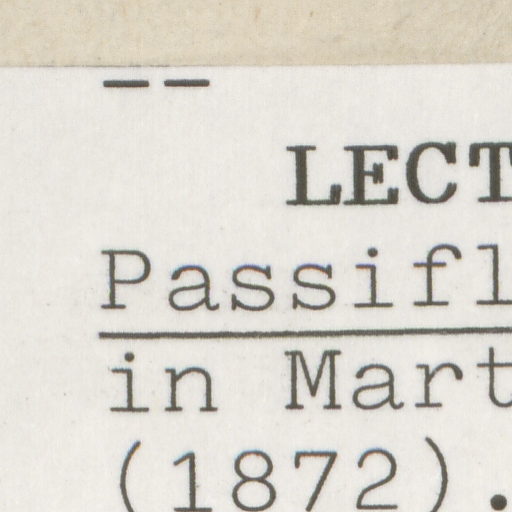 --
LECT
Passifl
in Mart
(1872).